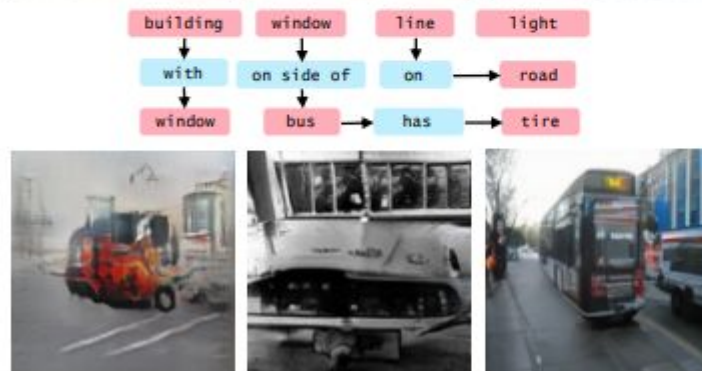 building window line light
with on side of on road
window bus has tire